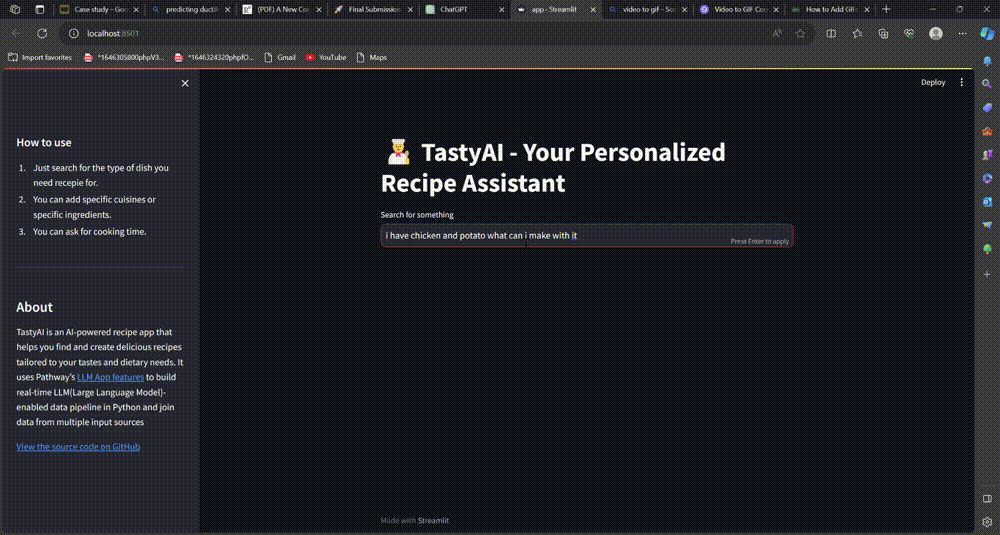 Case study - Goo
predicting ductil
(PDF) A New Con
Final Submission
ChatGPT
app · Streamlit
video to gif - Sea
Video to GIF Con
How to Add GIFs
localhost:8501
Import favorites
*1646305800phpV3...
*1646324320phpfO...
Gmail
YouTube
Maps
Deploy
How to use
1. Just search for the type of dish you
need recepie for.
2. You can add specific cuisines or
specific ingredients.
3. You can ask for cooking time.
About
TastyAI is an AI-powered recipe app that
helps you find and create delicious recipes
tailored to your tastes and dietary needs. It
uses Pathway's LLM App features to build
real-time LLM(Large Language Model)-
enabled data pipeline in Python and join
data from multiple input sources
View the source code on GitHub
TastyAI - Your Personalized
Recipe Assistant
Search for something
i have chicken and potato what can i make with it
Press Enter to apply
Made with Streamlit